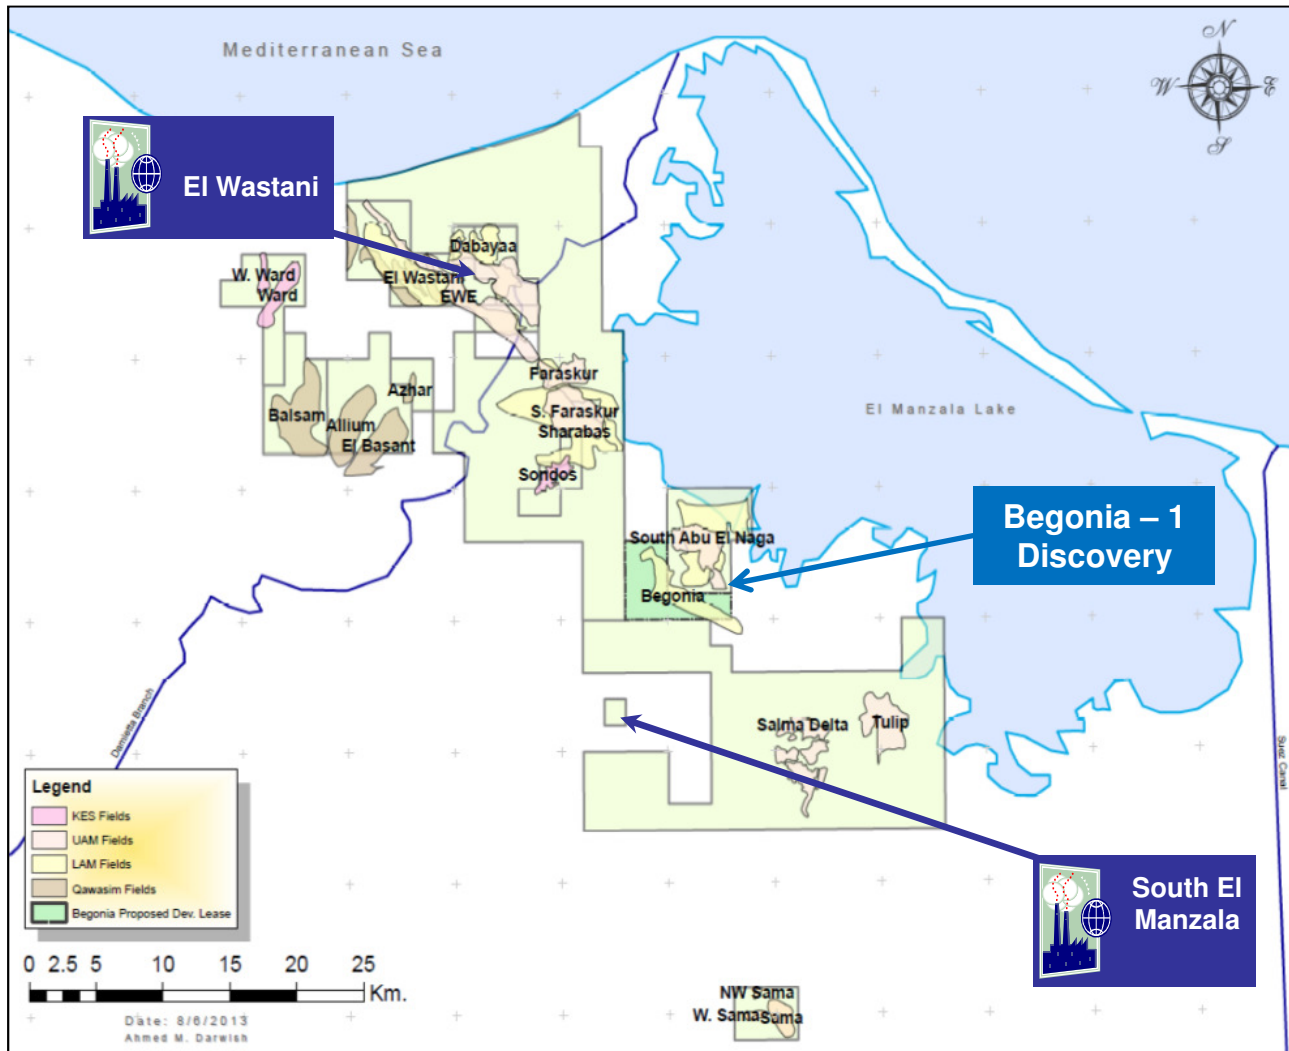 Mediterranean Sea
N
W
E
S
El Wastani
Dabayaa
W. Ward
Ward
El Wastani
EWE
Faraskur
Azhar
Balsam
Allium
El Basant
S. Faraskur
Sharabas
Sondos
El Manzala Lake
South Abu El Naga
Begonia – 1
Discovery
Begonia
Damietta Branch
Salma Delta
Tulip
Suez Canal
Legend
KES Fields
UAM Fields
LAM Fields
Qawasim Fields
Begonia Proposed Dev. Lease
South El
Manzala
0 2.5 5 10 15 20 25
Km.
NW Sama
W. Sama
Sama
Date: 8/6/2013
Ahmed M. Darwish